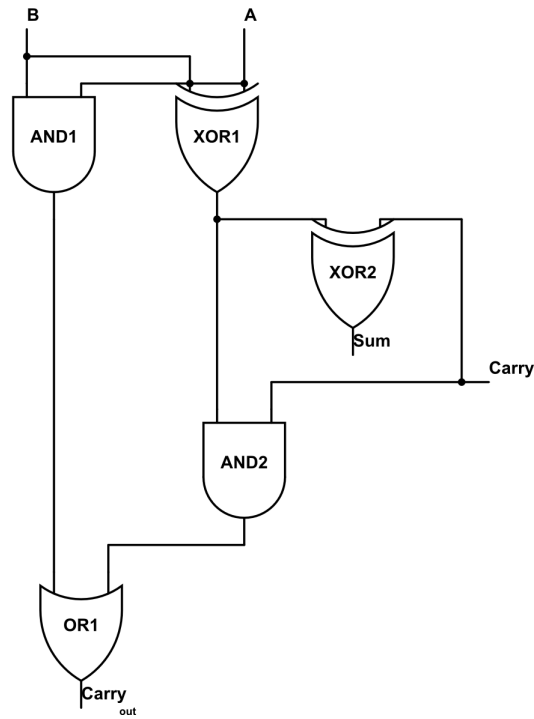 B
A
AND1
XOR1
XOR2
Sum
Carry
AND2
OR1
Carry
out